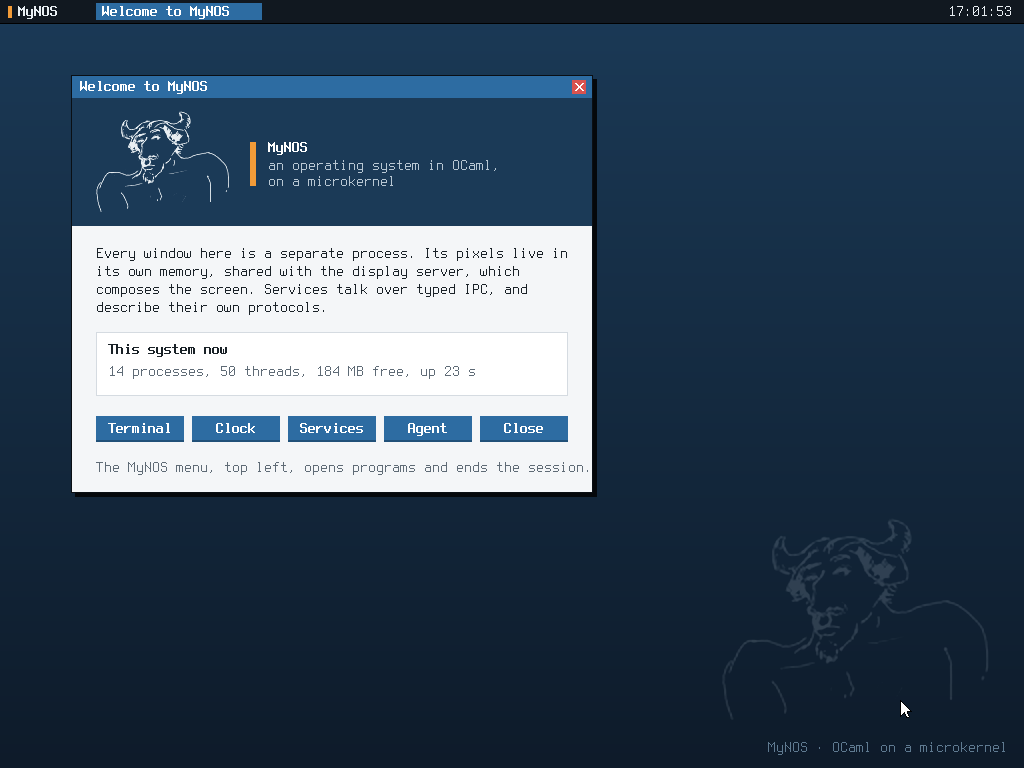 MyNOS Welcome to MyNOS 17:01:53
Welcome to MyNOS
MyNOS
an operating system in OCaml,
on a microkernel
Every window here is a separate process. Its pixels live in
its own memory, shared with the display server, which
composes the screen. Services talk over typed IPC, and
describe their own protocols.
This system now
14 processes, 50 threads, 184 MB free, up 23 s
Terminal Clock Services Agent Close
The MyNOS menu, top left, opens programs and ends the session.
MyNOS · OCaml on a microkernel